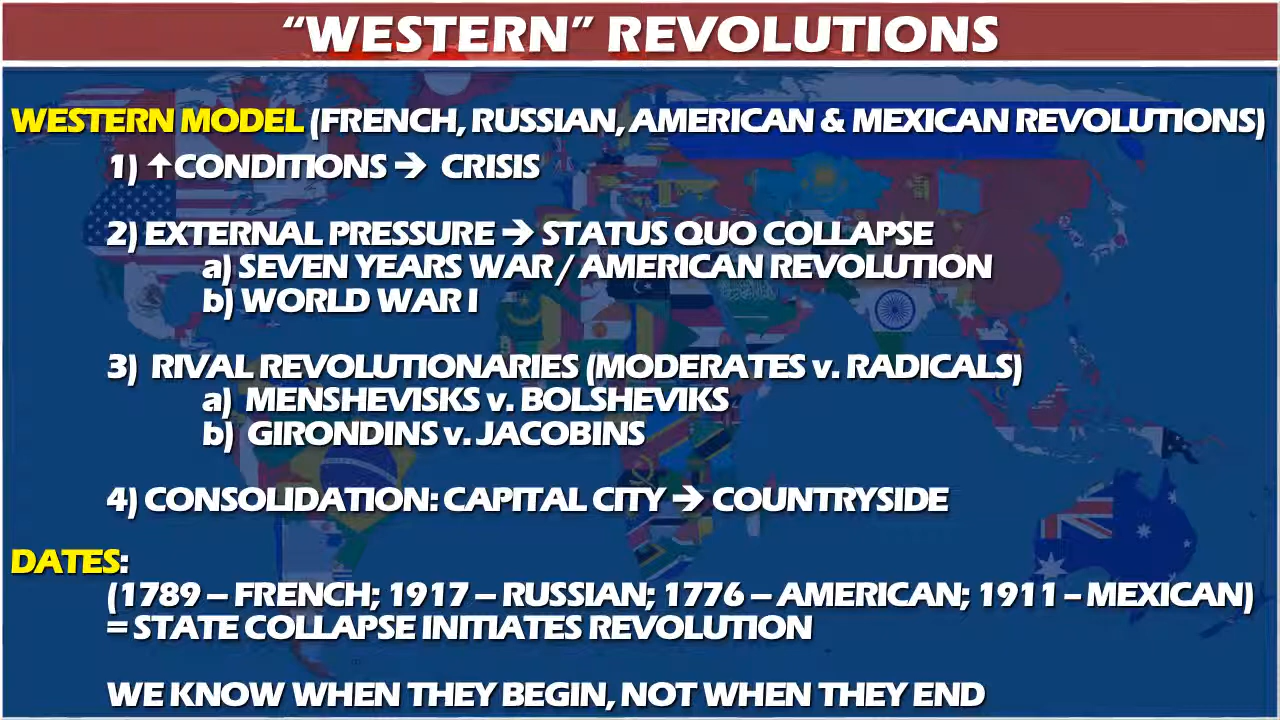 “WESTERN” REVOLUTIONS
WESTERN MODEL (FRENCH, RUSSIAN, AMERICAN & MEXICAN REVOLUTIONS)
1) ↑CONDITIONS → CRISIS
2) EXTERNAL PRESSURE → STATUS QUO COLLAPSE
a) SEVEN YEARS WAR / AMERICAN REVOLUTION
b) WORLD WAR I
3) RIVAL REVOLUTIONARIES (MODERATES v. RADICALS)
a) MENSHEVISKS v. BOLSHEVIKS
b) GIRONDINS v. JACOBINS
4) CONSOLIDATION: CAPITAL CITY → COUNTRYSIDE
DATES:
(1789 – FRENCH; 1917 – RUSSIAN; 1776 – AMERICAN; 1911 – MEXICAN)
= STATE COLLAPSE INITIATES REVOLUTION
WE KNOW WHEN THEY BEGIN, NOT WHEN THEY END